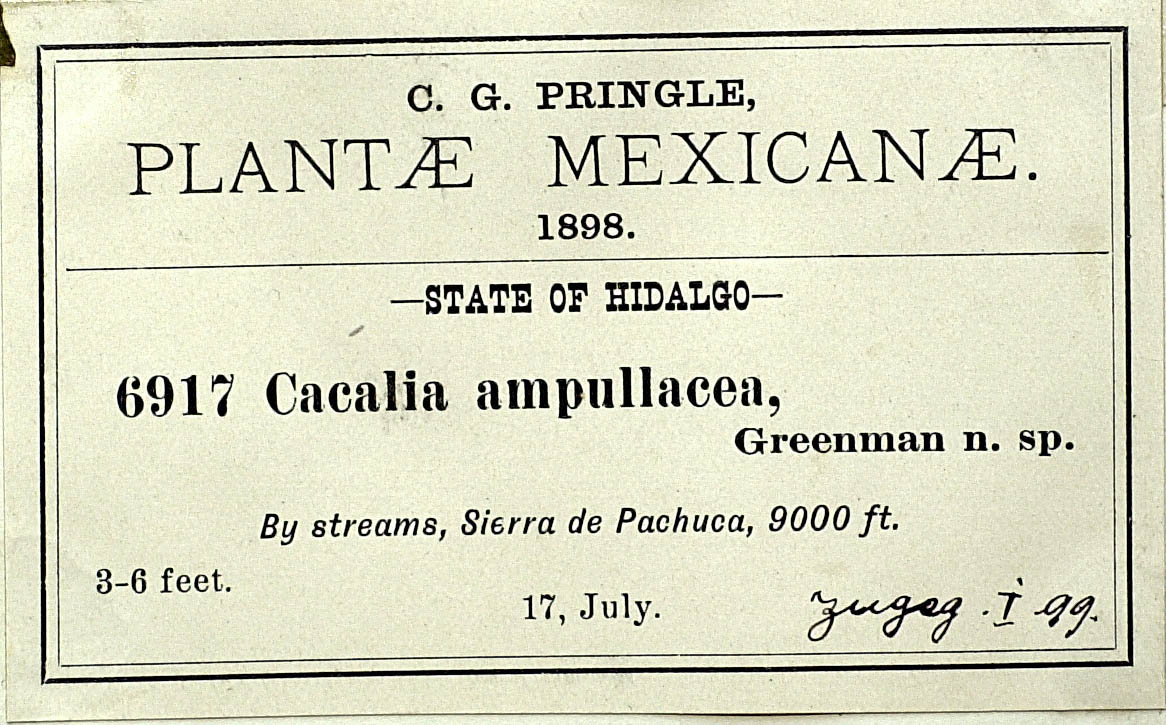 C. G. PRINGLE,
PLANTÆ MEXICANÆ.
1898.
—STATE OF HIDALGO—
6917 Cacalia ampullacea,
Greenman n. sp.
By streams, Sierra de Pachuca, 9000 ft.
3-6 feet.
17, July.
zugeg. I 99.